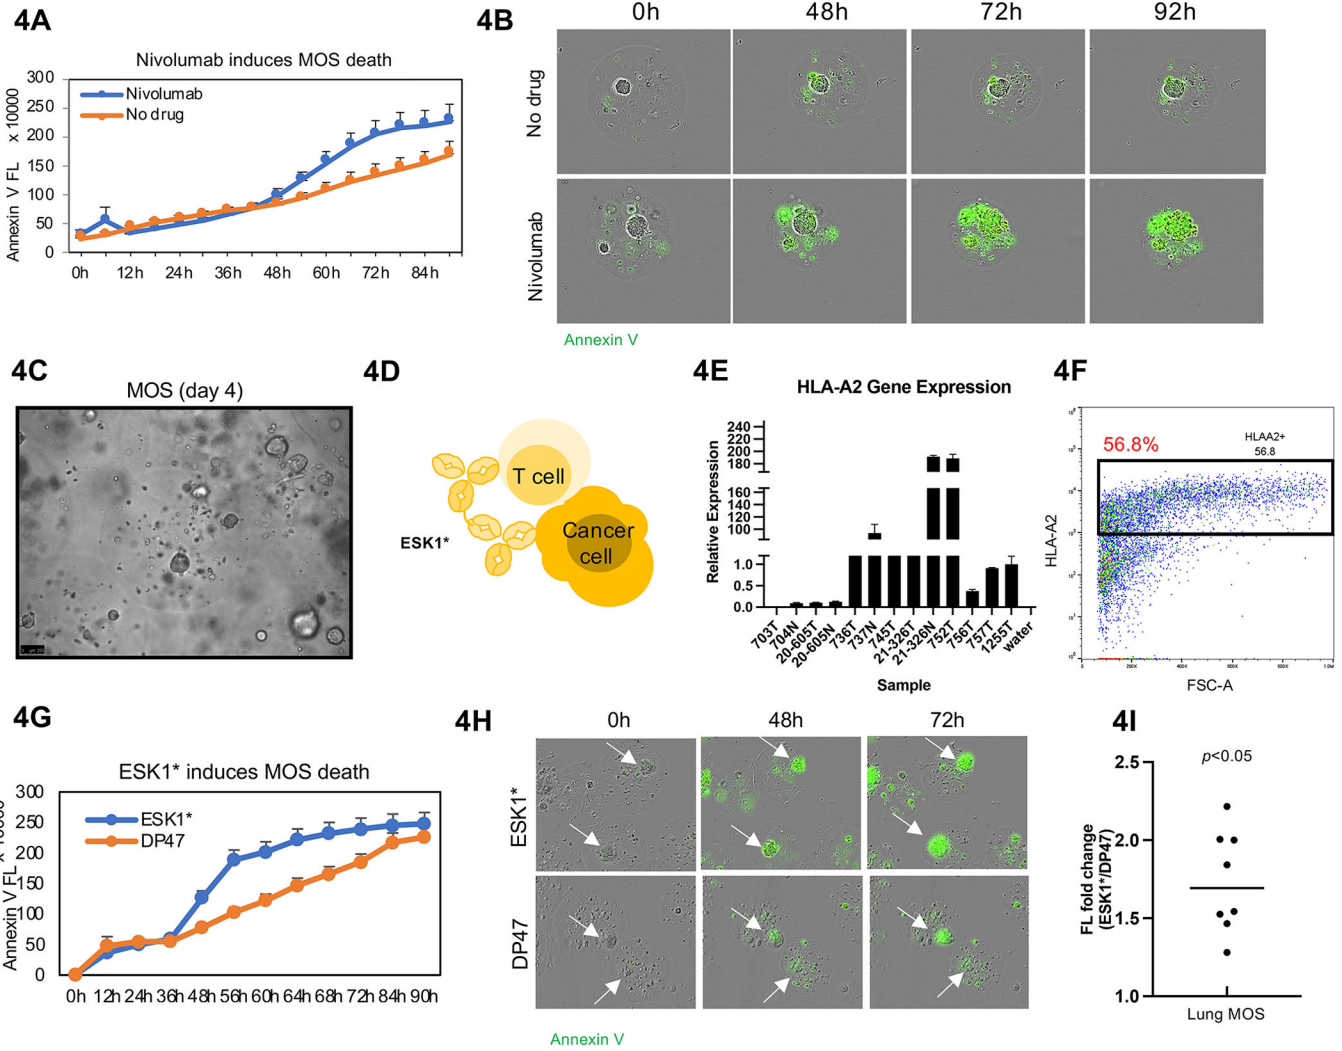 4A
Nivolumab induces MOS death
Annexin V FL x 10000
300
250
200
150
100
50
0
Nivolumab
No drug
0h 12h 24h 36h 48h 60h 72h 84h
4B
0h 48h 72h 92h
No drug
Nivolumab
Annexin V
4C
MOS (day 4)
4D
T cell
Cancer
cell
ESK1*
4E
HLA-A2 Gene Expression
Relative Expression
240
220
200
180
160
140
120
100
1.0
0.5
0.0
703T 704N 20-605T 20-605N 736T 737N 745T 21-326T 21-326N 752T 756T 757T 1255T water
Sample
4F
56.8%
HLAA2+
56.8
HLA-A2
0 200K 400K 600K 800K 1.0M
FSC-A
4G
ESK1* induces MOS death
Annexin V FL
300
250
200
150
100
50
0
ESK1*
DP47
0h 12h 24h 36h 48h 56h 60h 64h 68h 72h 84h 90h
4H
0h 48h 72h
ESK1*
DP47
Annexin V
4I
p<0.05
FL fold change
(ESK1*/DP47)
2.5
2.0
1.5
1.0
Lung MOS